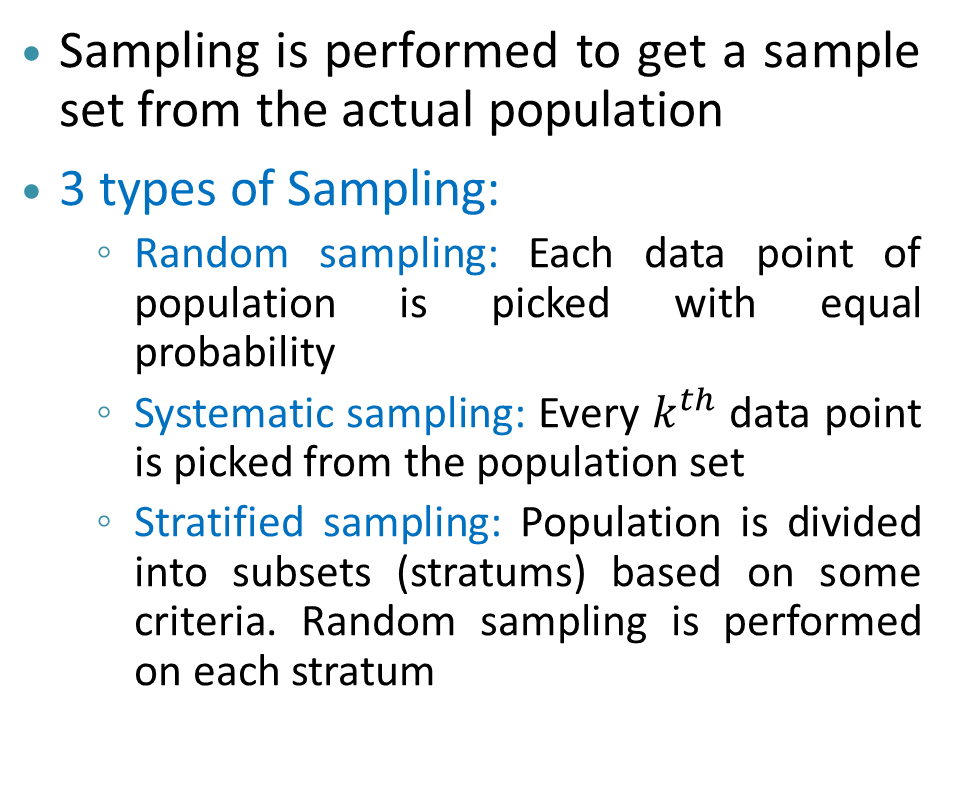 • Sampling is performed to get a sample
set from the actual population
• 3 types of Sampling:
◦ Random sampling: Each data point of
population is picked with equal
probability
◦ Systematic sampling: Every k^th data point
is picked from the population set
◦ Stratified sampling: Population is divided
into subsets (stratums) based on some
criteria. Random sampling is performed
on each stratum